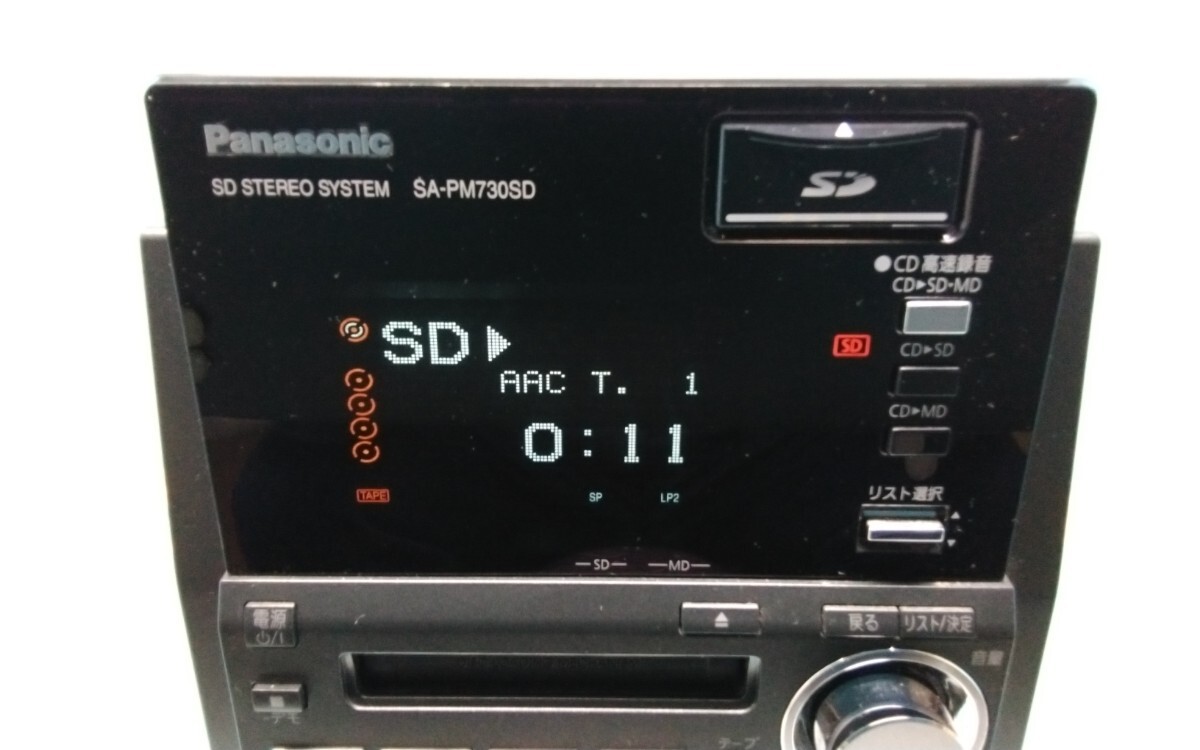 Panasonic
SD STEREO SYSTEM SA-PM730SD
SD
●CD 高速録音
CD▶SD•MD
SD▶
SD
CD▶SD
AAC T. 1
CD▶MD
0:11
TAPE
SP LP2
リスト選択
SD MD
電源
⏻/I
戻る
リスト/決定
音量
-デモ
テープ